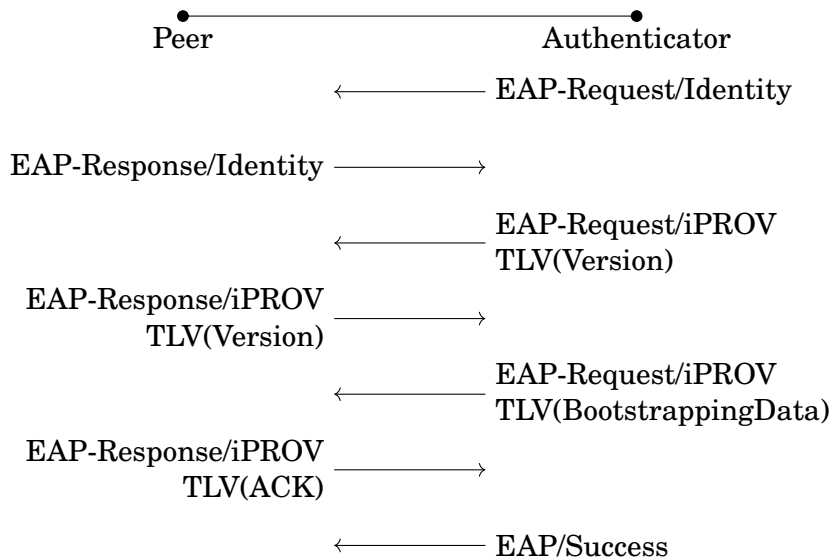 Peer
Authenticator
EAP-Request/Identity
EAP-Response/Identity
EAP-Request/iPROV
TLV(Version)
EAP-Response/iPROV
TLV(Version)
EAP-Request/iPROV
TLV(BootstrappingData)
EAP-Response/iPROV
TLV(ACK)
EAP/Success